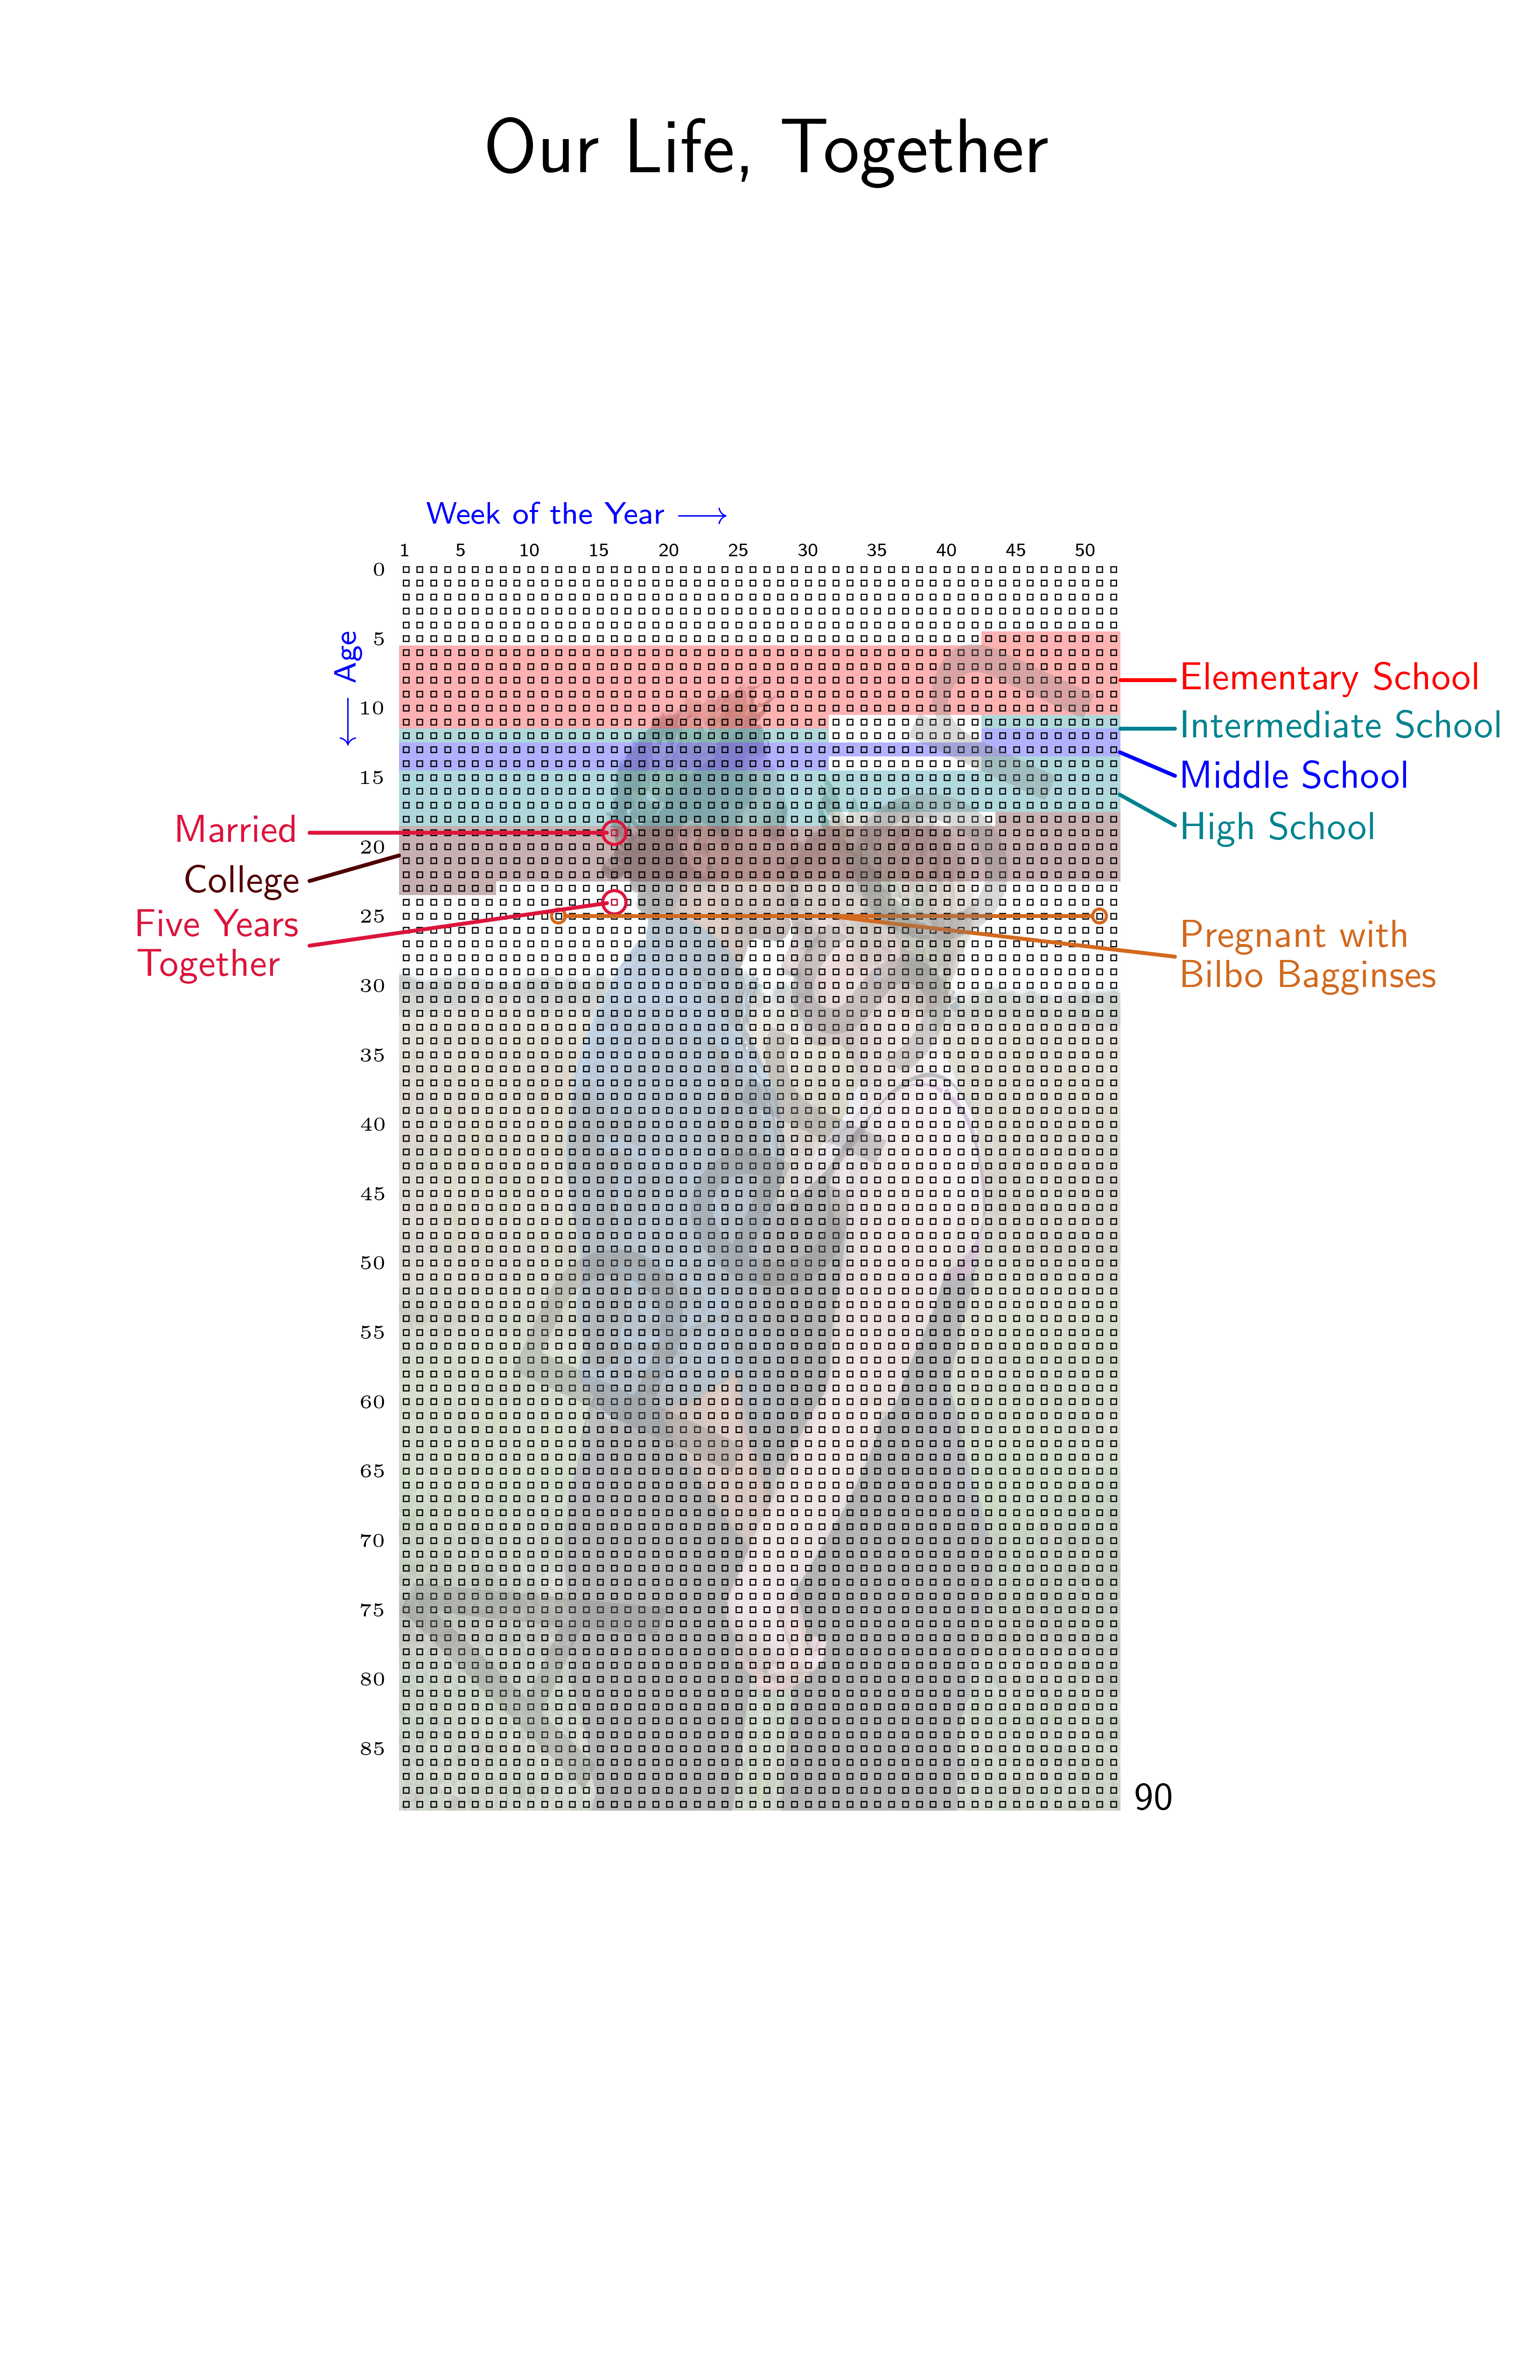 Our Life, Together
Week of the Year ⟶
1 5 10 15 20 25 30 35 40 45 50
0
⟵ Age
5
Elementary School
10
Intermediate School
15
Middle School
High School
Married
20
College
Five Years
Together
25
Pregnant with
Bilbo Bagginses
30
35
40
45
50
55
60
65
70
75
80
85
90